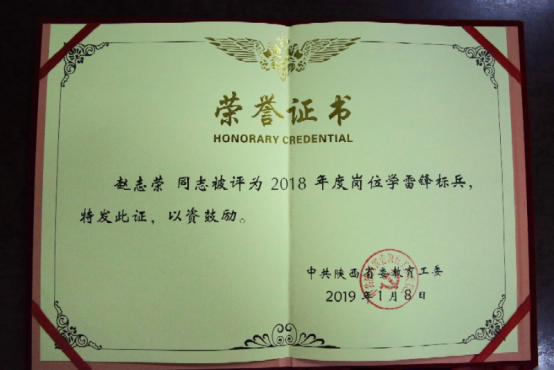 荣誉证书
HONORARY CREDENTIAL
赵志荣 同志被评为 2018 年度岗位学雷锋标兵，
特发此证，以资鼓励。
中共陕西省委教育工委
2019 年 1 月 8 日